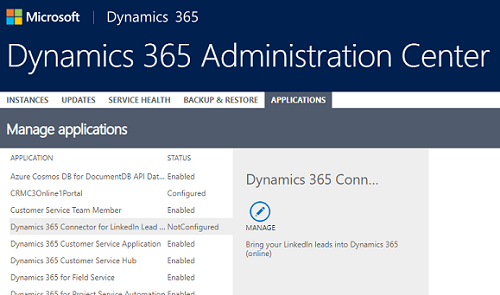 Microsoft Dynamics 365
Dynamics 365 Administration Center
INSTANCES UPDATES SERVICE HEALTH BACKUP & RESTORE APPLICATIONS
Manage applications
APPLICATION STATUS
Azure Cosmos DB for DocumentDB API Dat... Enabled
CRMC3Online1Portal Configured
Customer Service Team Member Enabled
Dynamics 365 Connector for LinkedIn Lead ... NotConfigured
Dynamics 365 Customer Service Application Enabled
Dynamics 365 Customer Service Hub Enabled
Dynamics 365 for Field Service Enabled
Dynamics 365 for Project Service Automation Enabled
Dynamics 365 Conn...
MANAGE
Bring your LinkedIn leads into Dynamics 365
(online)